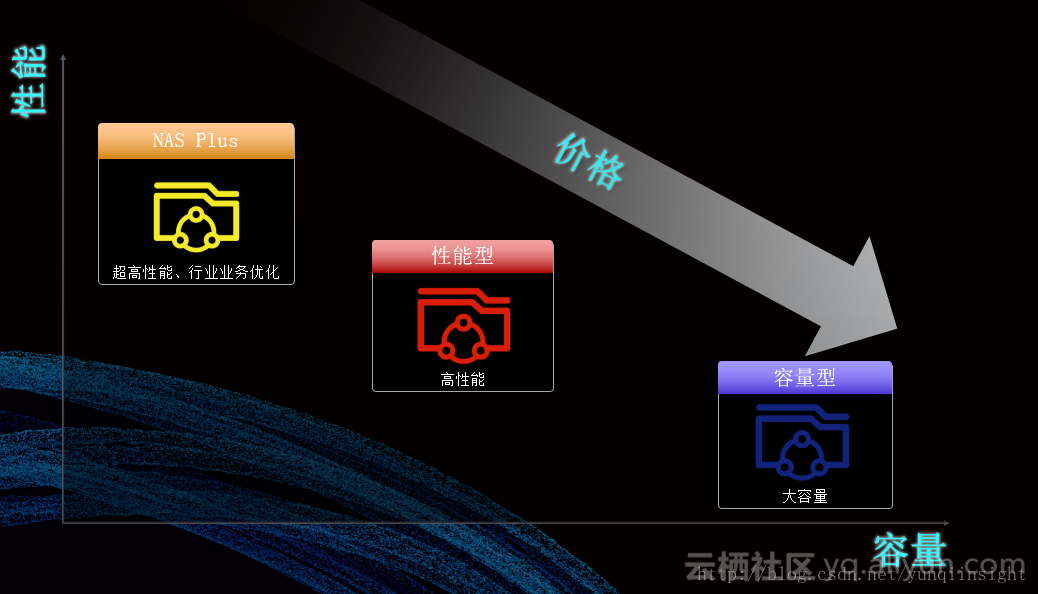 性能
NAS Plus
超高性能、行业业务优化
价格
性能型
高性能
容量型
大容量
容量
云栖社区 yq.aliyun.com
http://blog.csdn.net/yunqiinsight